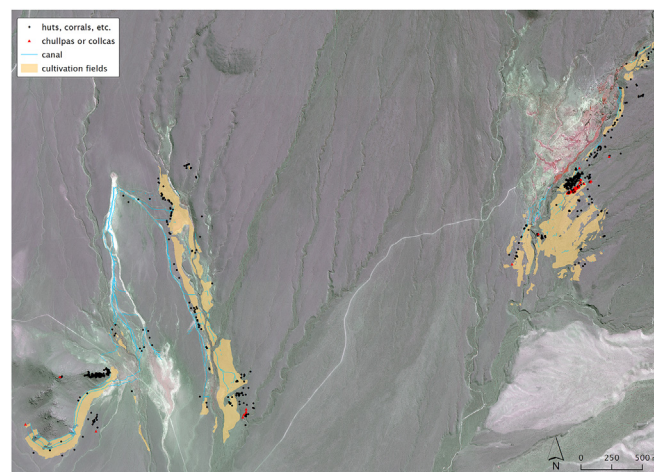 huts, corrals, etc.
chullpas or collcas
canal
cultivation fields
N
0 250 500